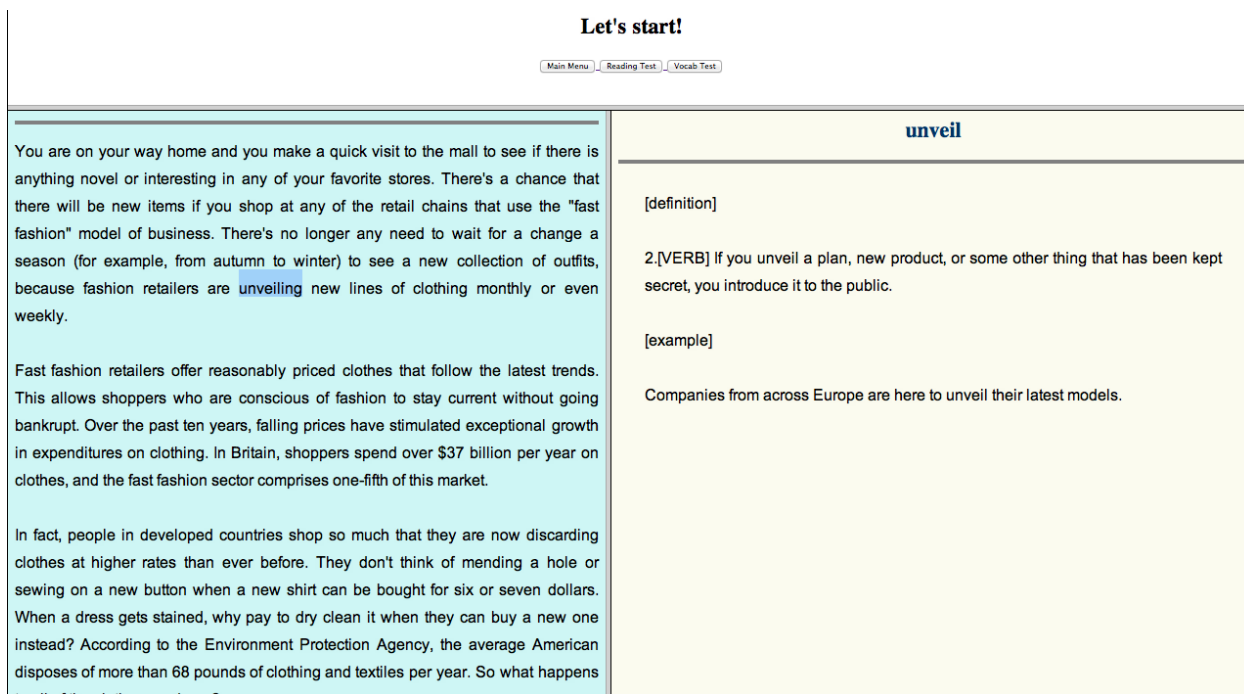 Let's start!
Main Menu Reading Test Vocab Test
You are on your way home and you make a quick visit to the mall to see if there is
anything novel or interesting in any of your favorite stores. There's a chance that
there will be new items if you shop at any of the retail chains that use the "fast
fashion" model of business. There's no longer any need to wait for a change a
season (for example, from autumn to winter) to see a new collection of outfits,
because fashion retailers are unveiling new lines of clothing monthly or even
weekly.
Fast fashion retailers offer reasonably priced clothes that follow the latest trends.
This allows shoppers who are conscious of fashion to stay current without going
bankrupt. Over the past ten years, falling prices have stimulated exceptional growth
in expenditures on clothing. In Britain, shoppers spend over $37 billion per year on
clothes, and the fast fashion sector comprises one-fifth of this market.
In fact, people in developed countries shop so much that they are now discarding
clothes at higher rates than ever before. They don't think of mending a hole or
sewing on a new button when a new shirt can be bought for six or seven dollars.
When a dress gets stained, why pay to dry clean it when they can buy a new one
instead? According to the Environment Protection Agency, the average American
disposes of more than 68 pounds of clothing and textiles per year. So what happens
unveil
[definition]
2.[VERB] If you unveil a plan, new product, or some other thing that has been kept
secret, you introduce it to the public.
[example]
Companies from across Europe are here to unveil their latest models.